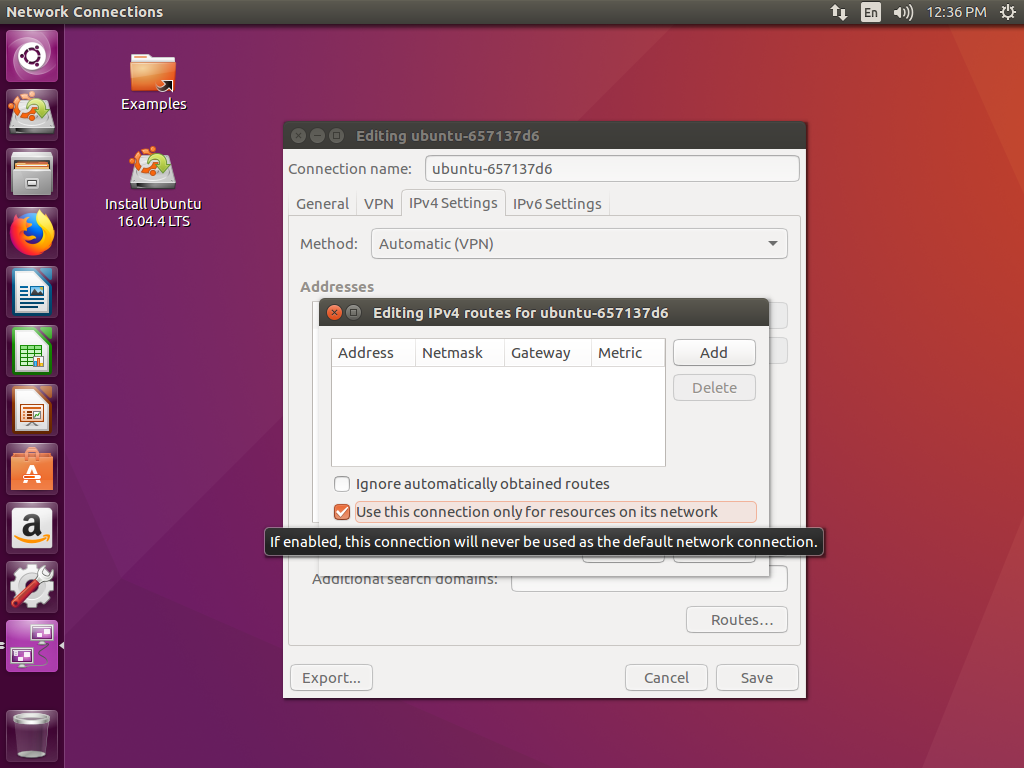 Network Connections
En
12:36 PM
Examples
Install Ubuntu
16.04.4 LTS
Editing ubuntu-657137d6
Connection name:
ubuntu-657137d6
General
VPN
IPv4 Settings
IPv6 Settings
Method:
Automatic (VPN)
Addresses
Editing IPv4 routes for ubuntu-657137d6
Address
Netmask
Gateway
Metric
Add
Delete
Ignore automatically obtained routes
Use this connection only for resources on its network
If enabled, this connection will never be used as the default network connection.
Additional search domains:
Routes...
Export...
Cancel
Save